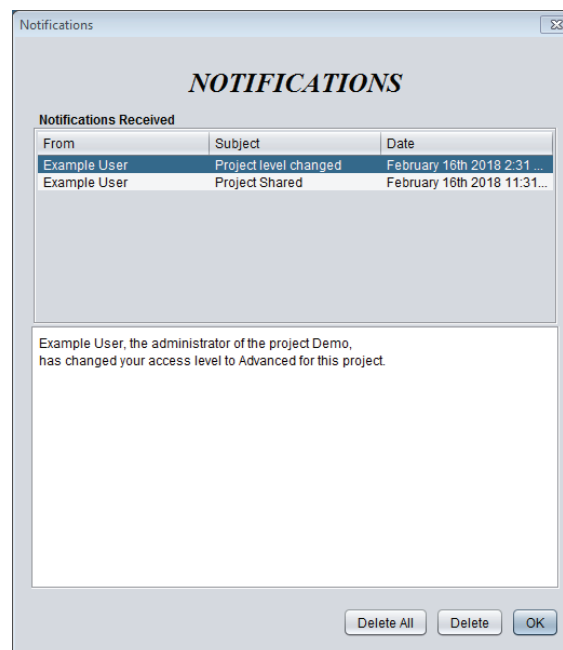 Notifications
NOTIFICATIONS
Notifications Received
From Subject Date
Example User Project level changed February 16th 2018 2:31 ...
Example User Project Shared February 16th 2018 11:31...
Example User, the administrator of the project Demo,
has changed your access level to Advanced for this project.
Delete All Delete OK